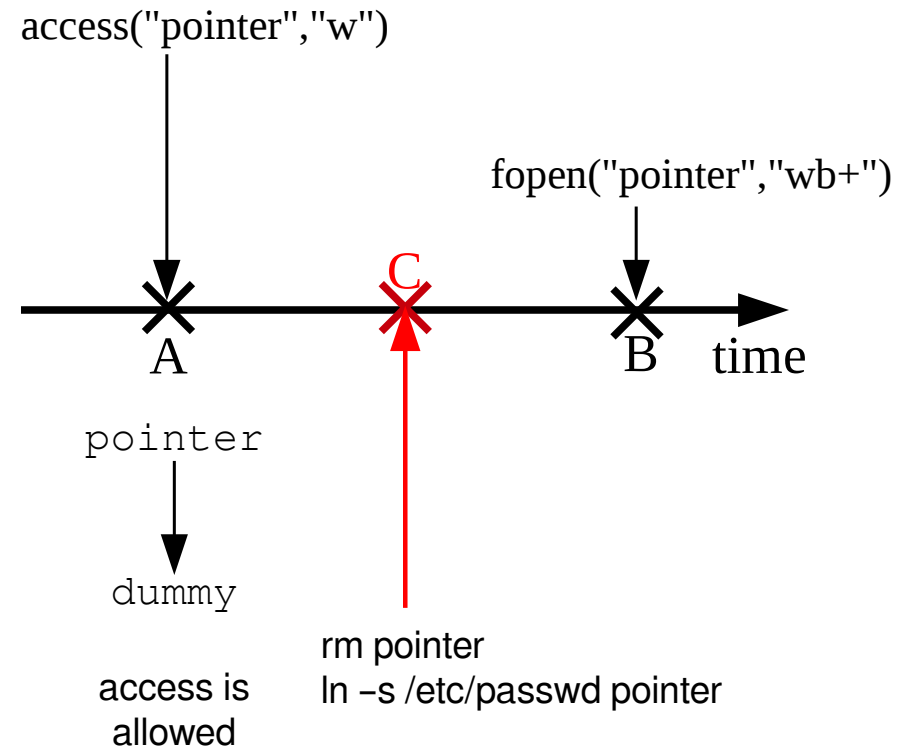 access("pointer","w")
fopen("pointer","wb+")
C
A
B
time
pointer
dummy
access is
allowed
rm pointer
ln –s /etc/passwd pointer